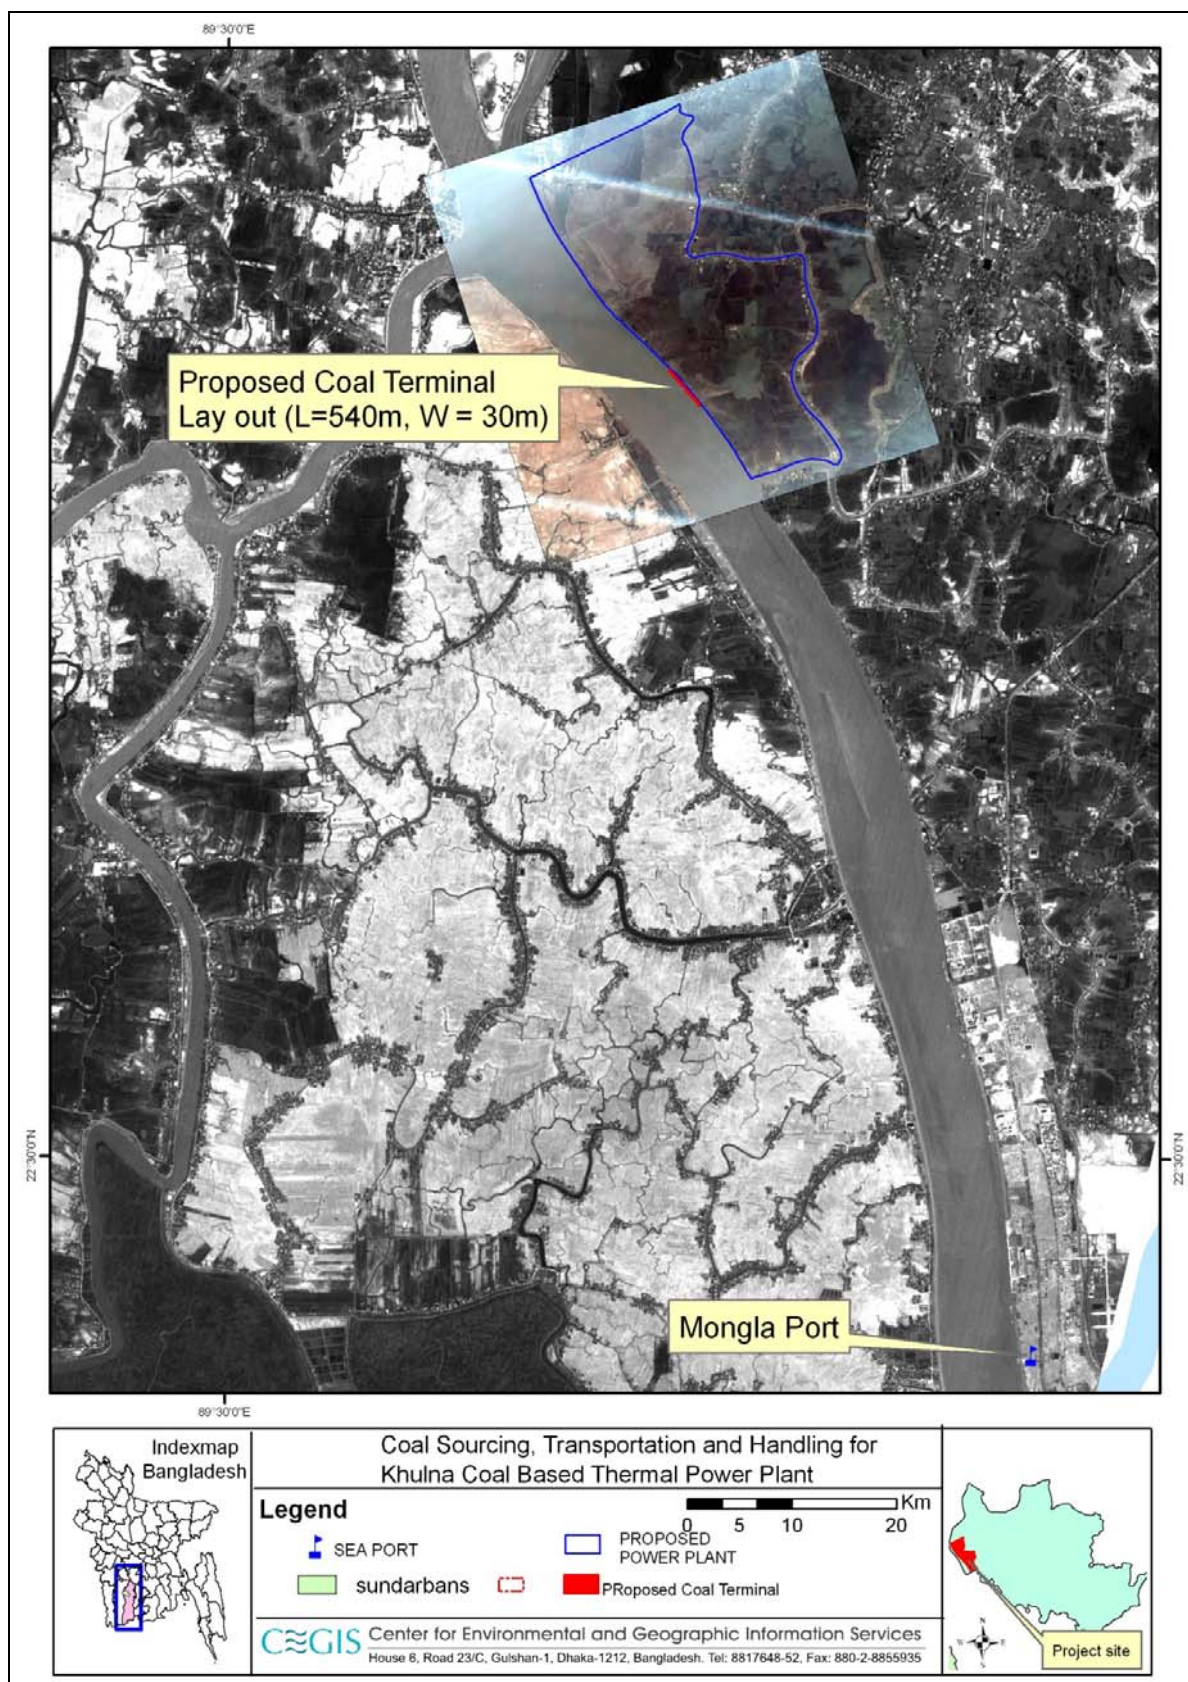 89°30'0"E
Proposed Coal Terminal
Lay out (L=540m, W = 30m)
22°30'0"N
22°30'0"N
Mongla Port
89°30'0"E
Indexmap
Bangladesh
Coal Sourcing, Transportation and Handling for
Khulna Coal Based Thermal Power Plant
Legend
Km
0 5 10 20
SEA PORT
PROPOSED
POWER PLANT
sundarbans
PRoposed Coal Terminal
CEGIS Center for Environmental and Geographic Information Services
House 6, Road 23/C, Gulshan-1, Dhaka-1212, Bangladesh. Tel: 8817648-52, Fax: 880-2-8855935
N
W E
S
Project site